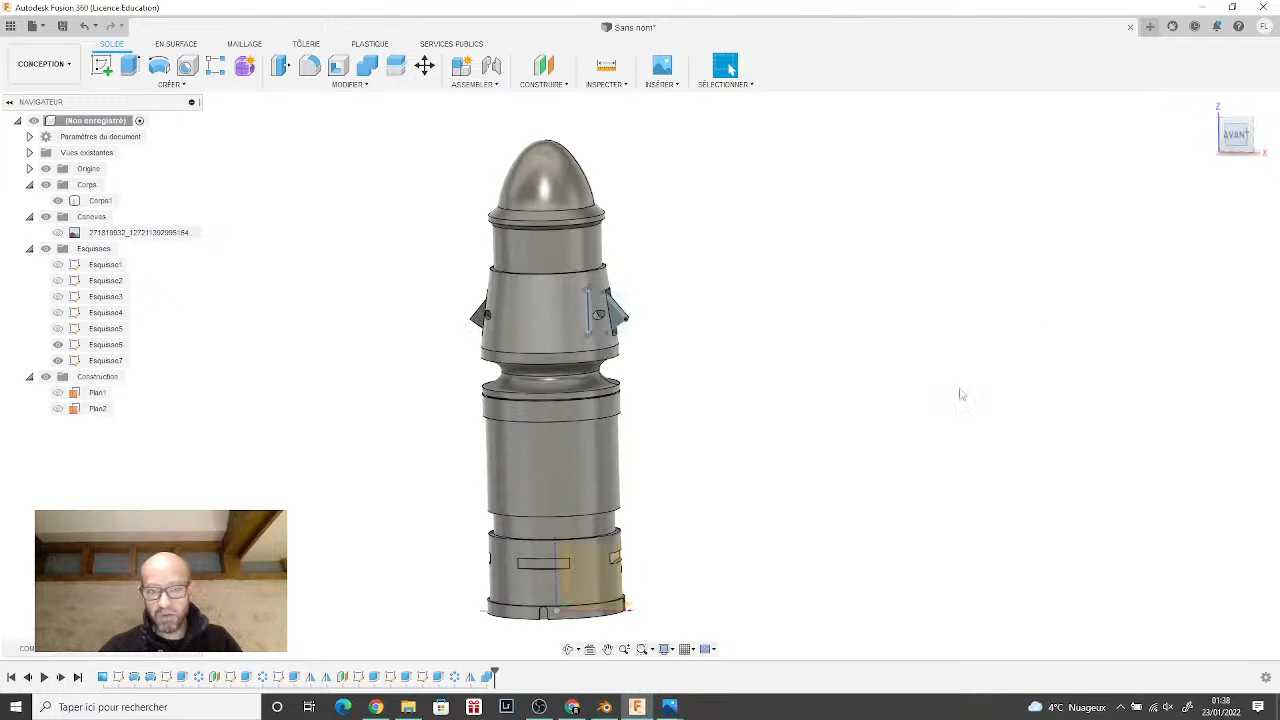 Autodesk Fusion 360 (Licence Education)
Sans nom*
FL
SOLIDE EN SURFACE MAILLAGE TÔLERIE PLASTIQUE SERVICES PUBLICS
CONCEPTION
CRÉER MODIFIER ASSEMBLER CONSTRUIRE INSPECTER INSÉRER SÉLECTIONNER
NAVIGATEUR
(Non enregistré)
Paramètres du document
Vues existantes
Origine
Corps
Corps1
Canevas
271819932_127211392995164...
Esquisses
Esquisse1
Esquisse2
Esquisse3
Esquisse4
Esquisse5
Esquisse6
Esquisse7
Construction
Plan1
Plan2
Z
AVANT
X
COM
Taper ici pour rechercher
4°C Nuageux
01:38
23/01/2022